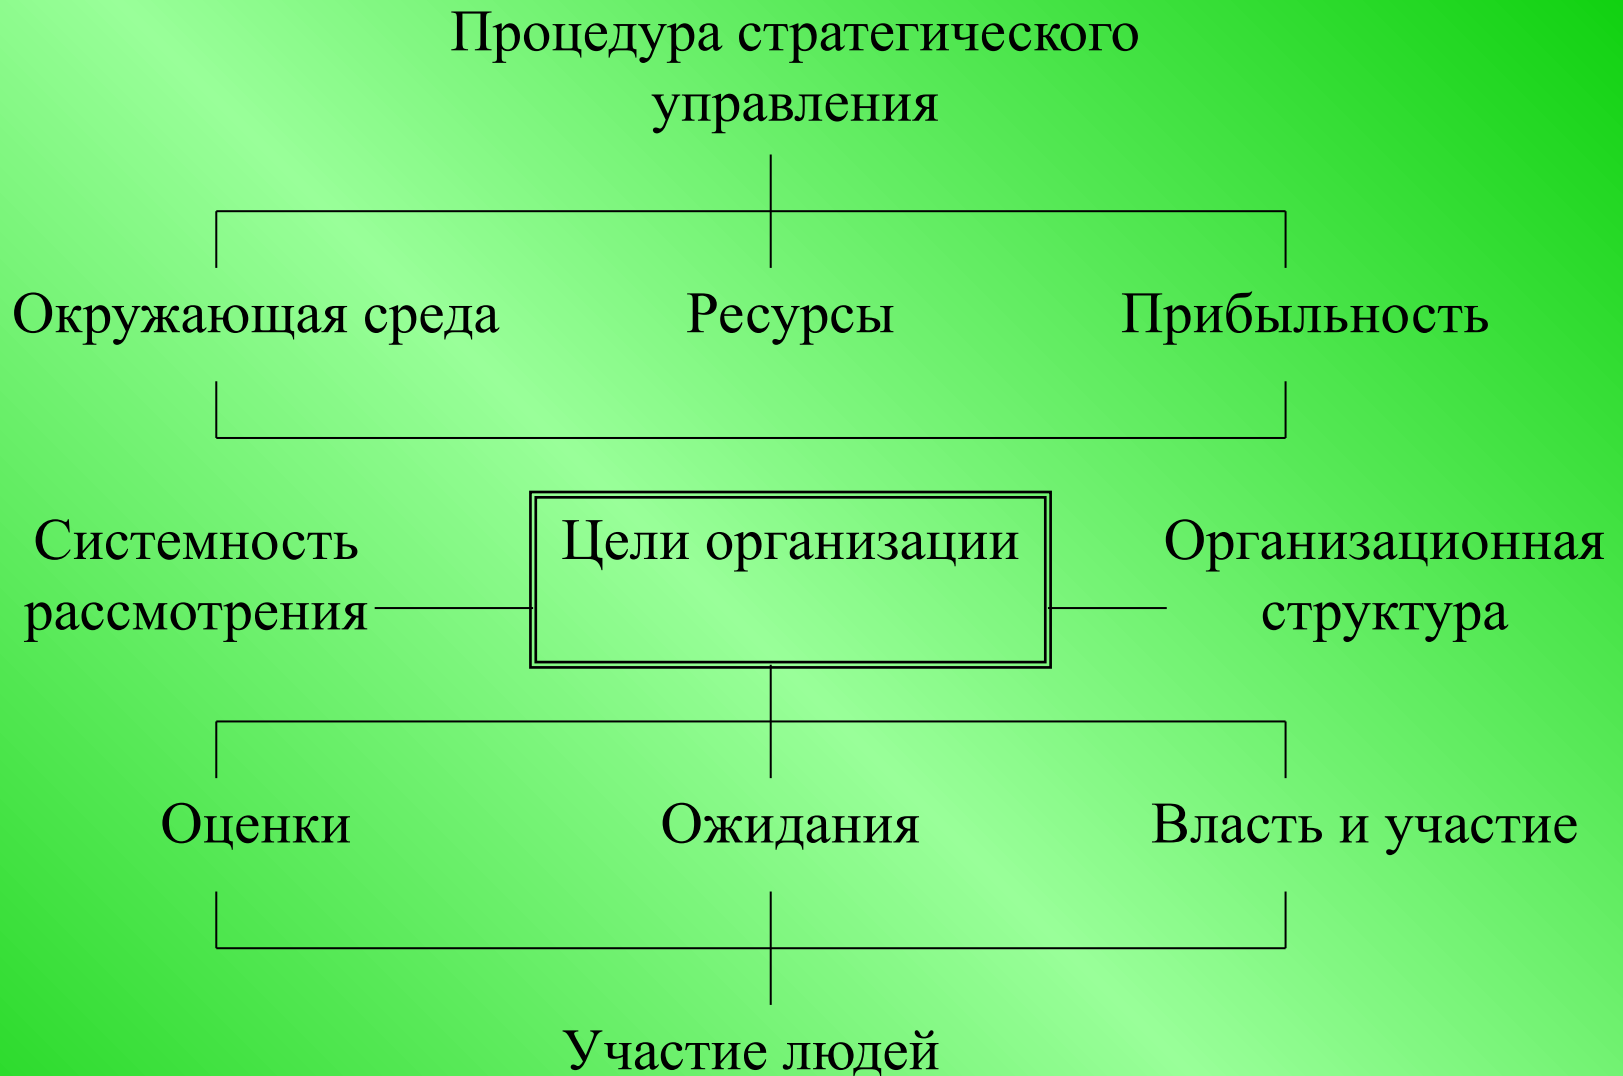 Процедура стратегического
управления
Окружающая среда
Ресурсы
Прибыльность
Системность
рассмотрения
Цели организации
Организационная
структура
Оценки
Ожидания
Власть и участие
Участие людей